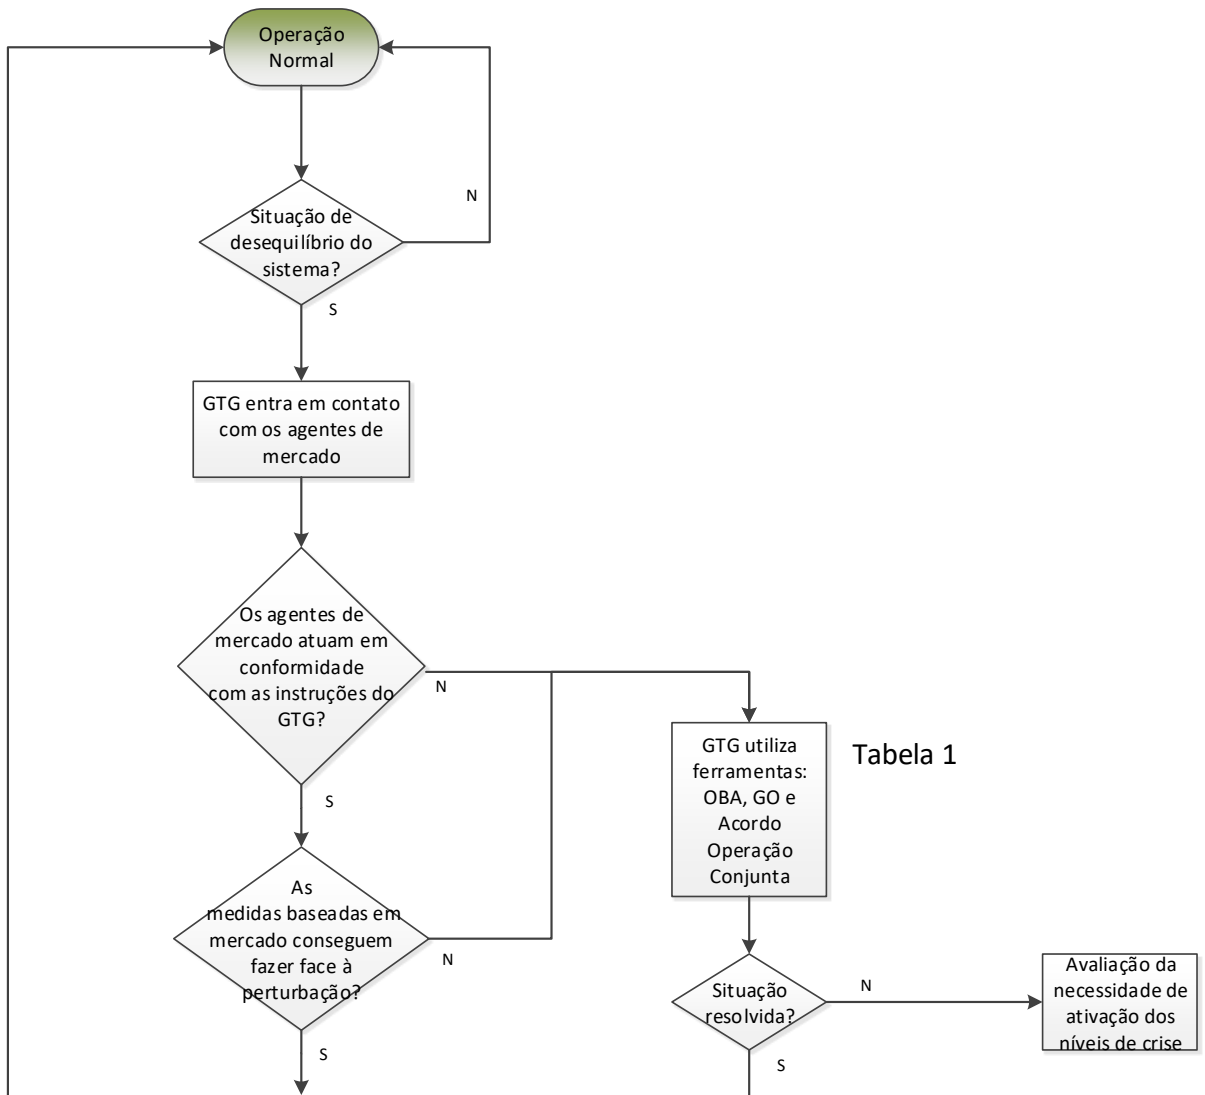 Operação
Normal
N
Situação de
desequilíbrio do
sistema?
S
GTG entra em contato
com os agentes de
mercado
Os agentes de
mercado atuam em
conformidade
com as instruções do
GTG?
N
S
GTG utiliza
ferramentas:
OBA, GO e
Acordo
Operação
Conjunta
Tabela 1
As
medidas baseadas em
mercado conseguem
fazer face à
perturbação?
N
S
Situação
resolvida?
N
S
Avaliação da
necessidade de
ativação dos
níveis de crise